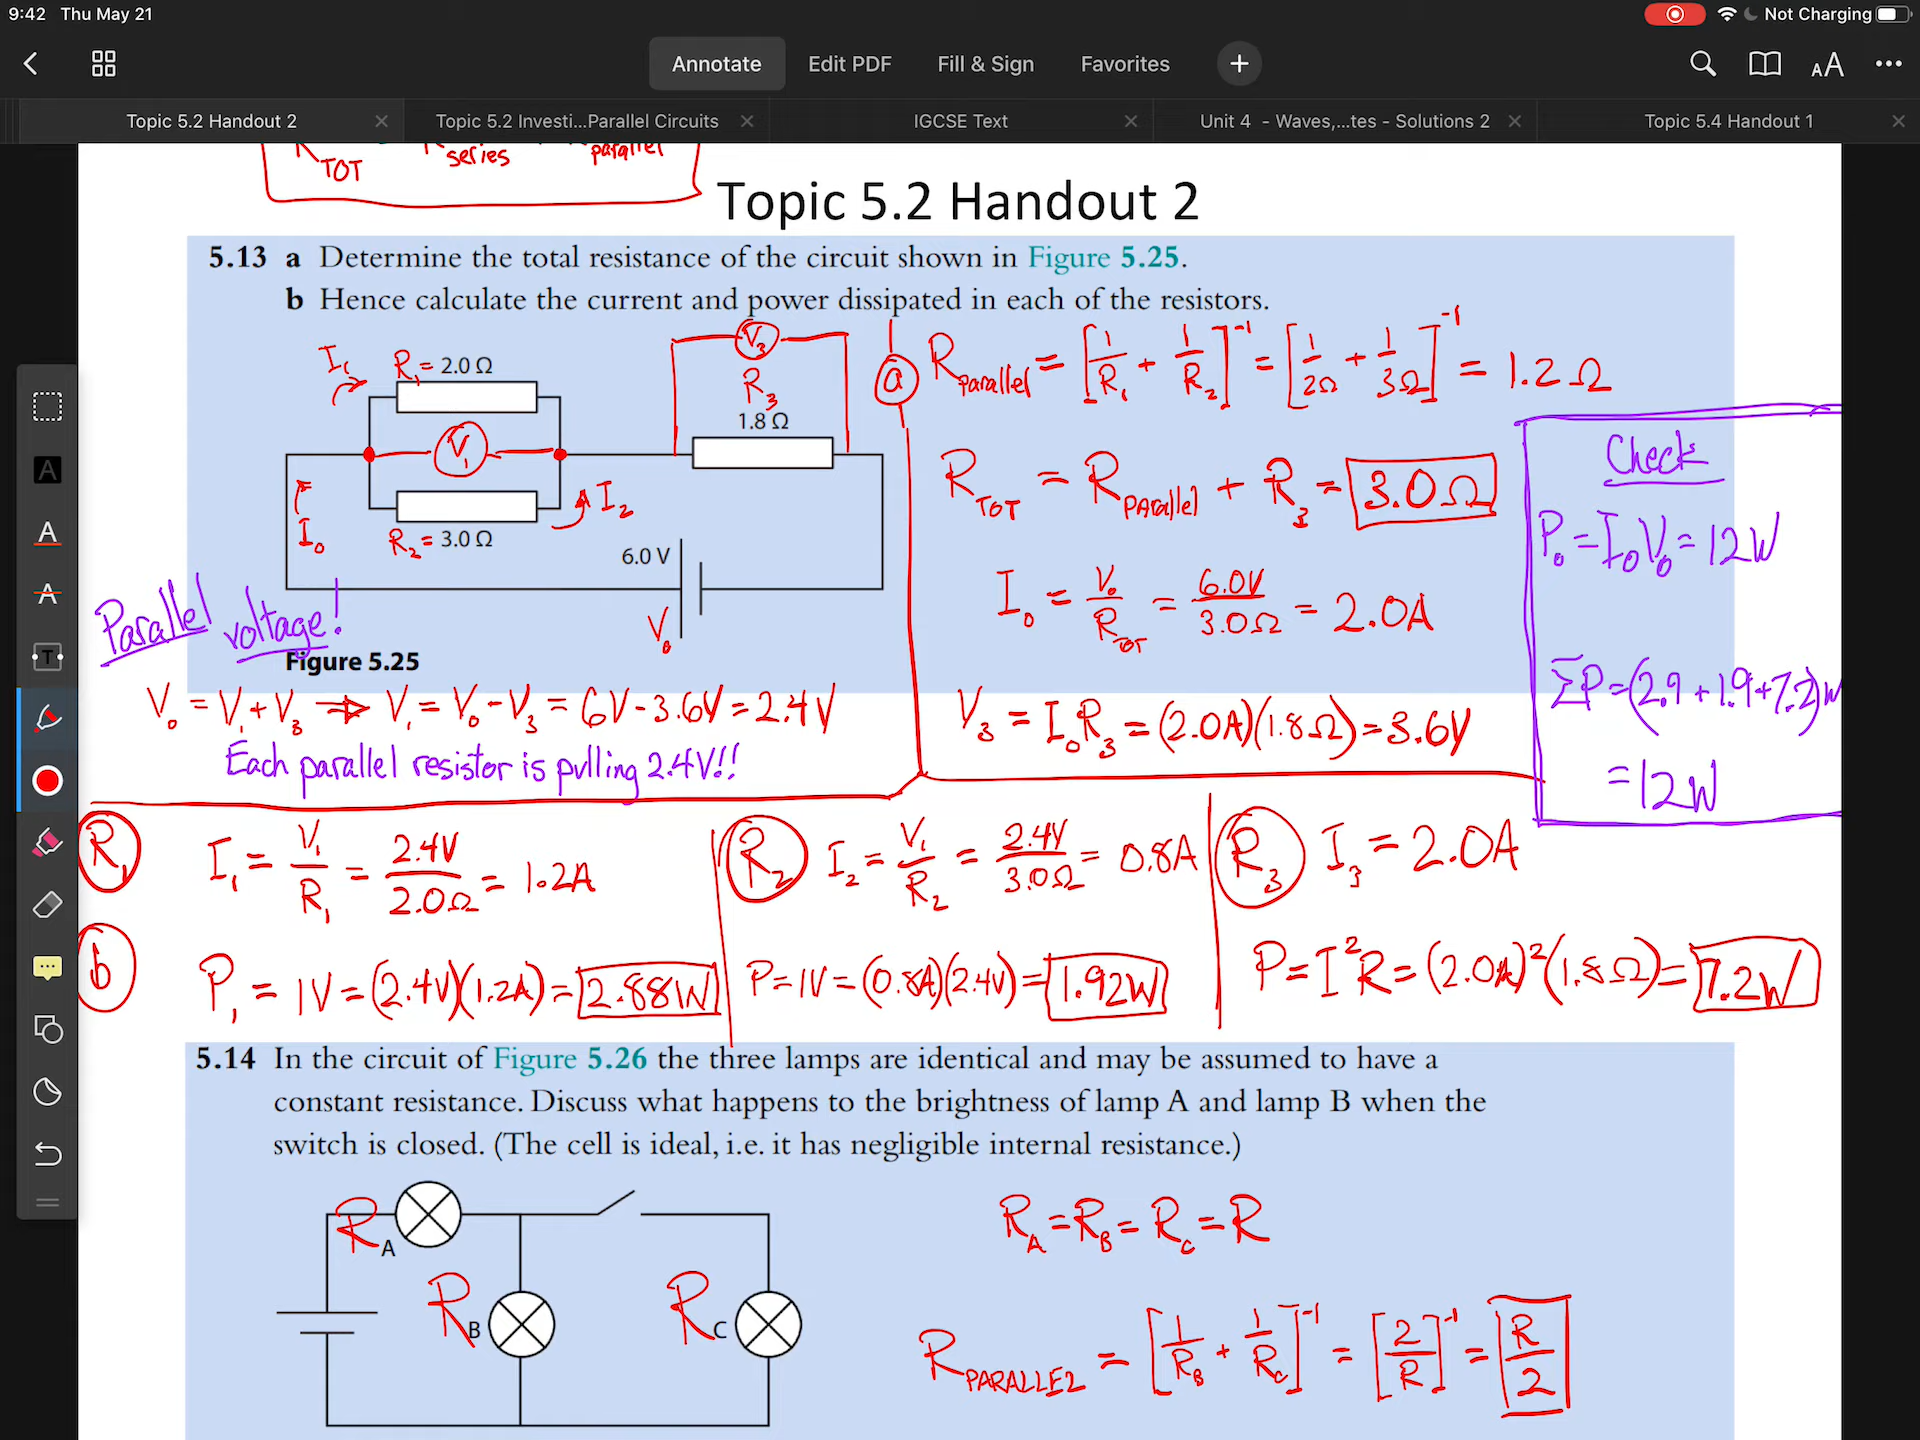 9:42 Thu May 21
Not Charging
Annotate Edit PDF Fill & Sign Favorites
AA
Topic 5.2 Handout 2
Topic 5.2 Investi...Parallel Circuits
IGCSE Text
Unit 4 - Waves,...tes - Solutions 2
Topic 5.4 Handout 1
R TOT series parallel
Topic 5.2 Handout 2
5.13 a Determine the total resistance of the circuit shown in Figure 5.25.
b Hence calculate the current and power dissipated in each of the resistors.
I₁ R₁ = 2.0 Ω
V₃
R₃
1.8 Ω
V₁
I₀
I₂
R₂ = 3.0 Ω
6.0 V
V₀
Figure 5.25
Parallel voltage!
a R parallel = [1/R₁ + 1/R₂]⁻¹ = [1/2Ω + 1/3Ω]⁻¹ = 1.2 Ω
R TOT = R PArallel + R₃ = 3.0 Ω
I₀ = V₀/R TOT = 6.0V/3.0Ω = 2.0A
V₃ = I₀R₃ = (2.0A)(1.8Ω) = 3.6V
Check
P₀ = I₀V₀ = 12W
ΣP = (2.9 + 1.9 + 7.2)W
= 12W
V₀ = V₁ + V₃ ⇒ V₁ = V₀ - V₃ = 6V - 3.6V = 2.4V
Each parallel resistor is pulling 2.4V!!
R₁ I₁ = V₁/R₁ = 2.4V/2.0Ω = 1.2A
R₂ I₂ = V₁/R₂ = 2.4V/3.0Ω = 0.8A
R₃ I₃ = 2.0A
b P₁ = IV = (2.4V)(1.2A) = 2.88W
P = IV = (0.8A)(2.4V) = 1.92W
P = I²R = (2.0A)²(1.8Ω) = 7.2W
5.14 In the circuit of Figure 5.26 the three lamps are identical and may be assumed to have a
constant resistance. Discuss what happens to the brightness of lamp A and lamp B when the
switch is closed. (The cell is ideal, i.e. it has negligible internal resistance.)
R A
R B
R C
R_A = R_B = R_C = R
R PARALLEL = [1/R_B + 1/R_C]⁻¹ = [2/R]⁻¹ = R/2